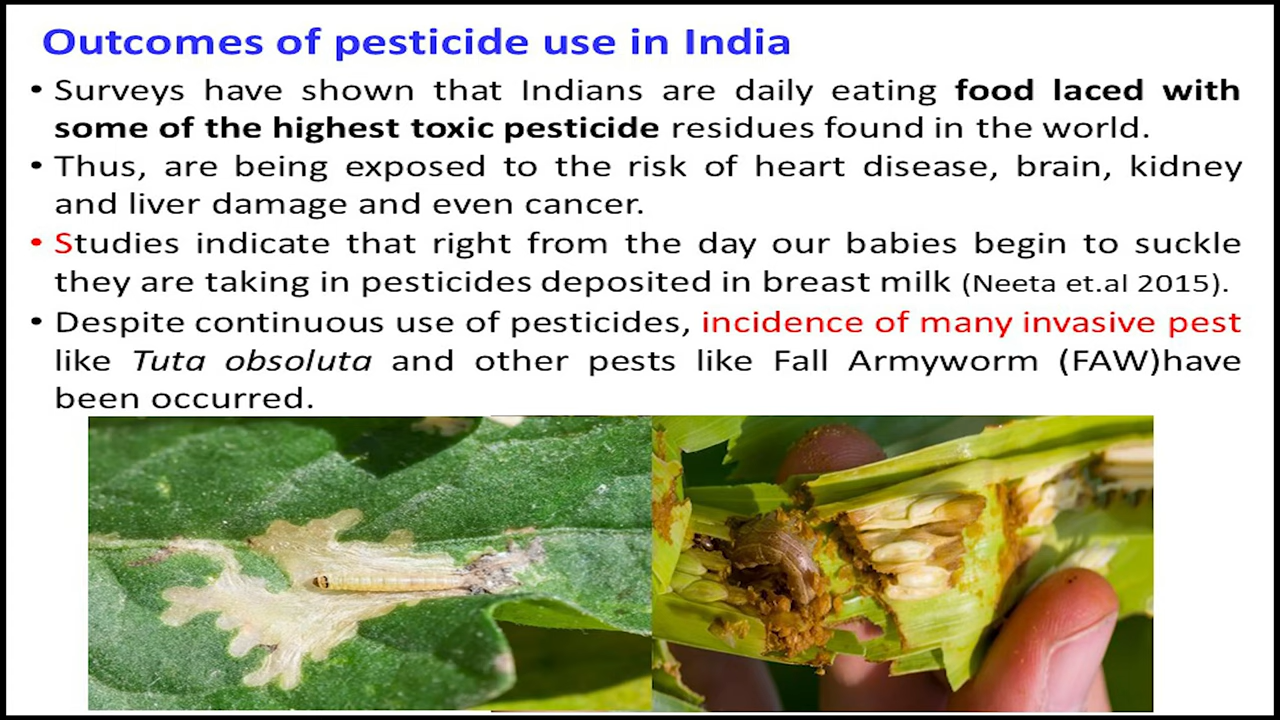 Outcomes of pesticide use in India
• Surveys have shown that Indians are daily eating food laced with
some of the highest toxic pesticide residues found in the world.
• Thus, are being exposed to the risk of heart disease, brain, kidney
and liver damage and even cancer.
• Studies indicate that right from the day our babies begin to suckle
they are taking in pesticides deposited in breast milk (Neeta et.al 2015).
• Despite continuous use of pesticides, incidence of many invasive pest
like Tuta obsoluta and other pests like Fall Armyworm (FAW)have
been occurred.